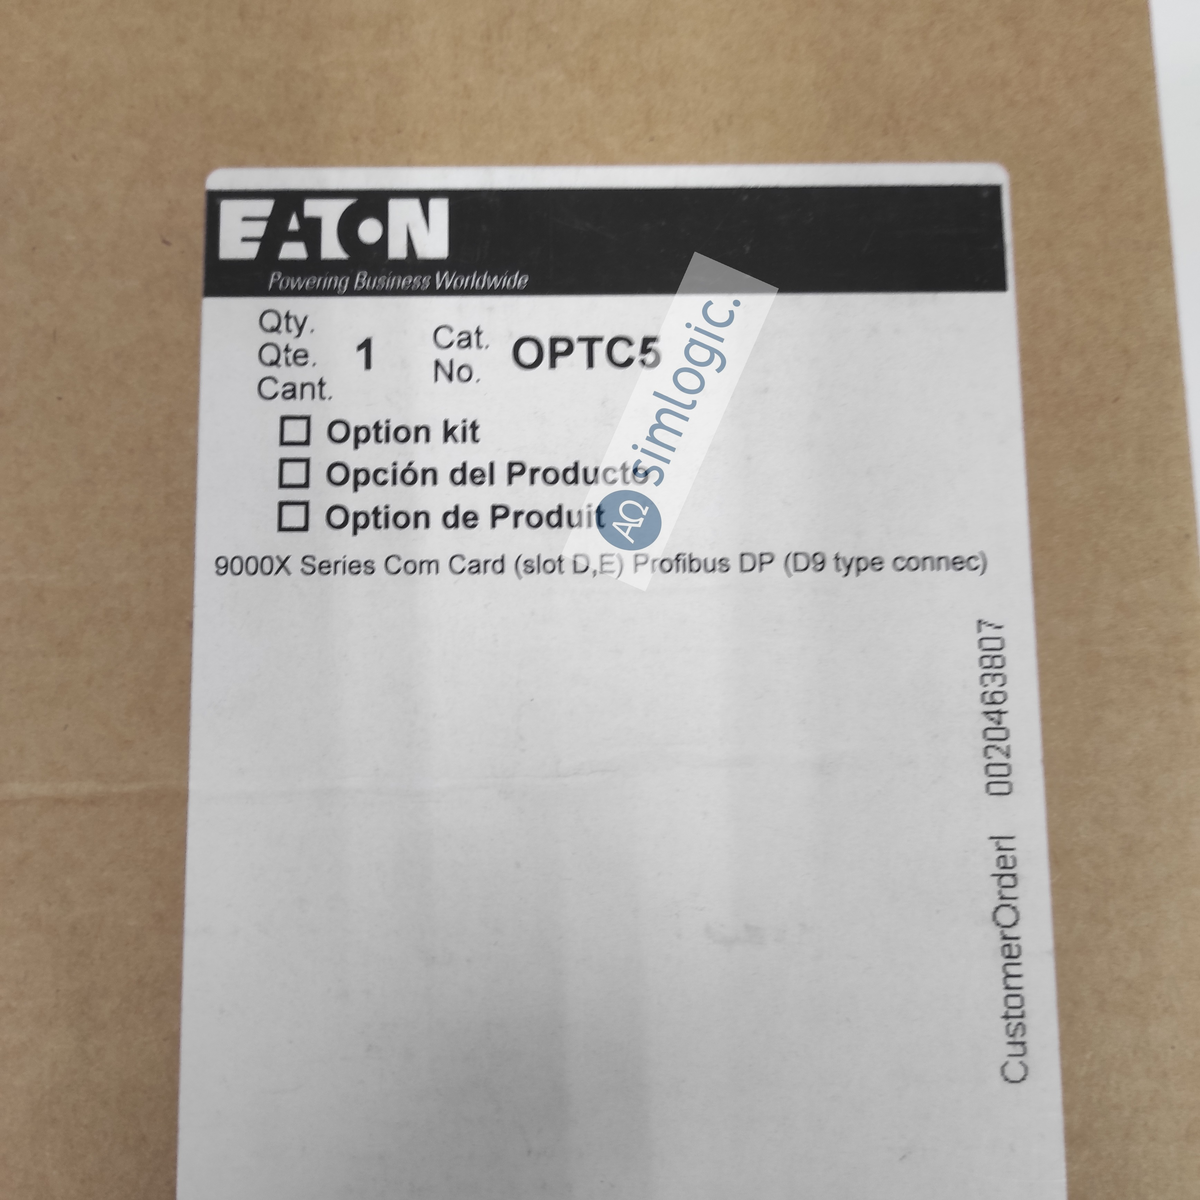 EATON
Powering Business Worldwide
Qty.
Qte. 1
Cant.
Cat.
No. OPTC5
Option kit
Opción del Producto
Option de Produit
9000X Series Com Card (slot D,E) Profibus DP (D9 type connec)
CustomerOrderI 0020463807
AQ simlogic.